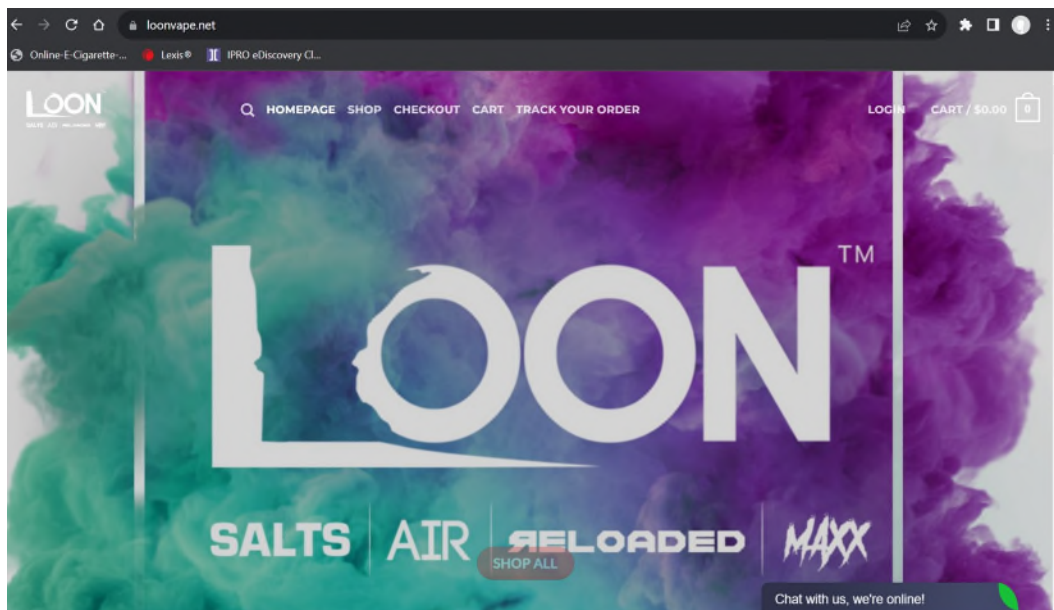 loonvape.net
Online-E-Cigarette-... Lexis® IPRO eDiscovery Cl...
LOON
HOMEPAGE SHOP CHECKOUT CART TRACK YOUR ORDER LOGIN CART / $0.00 0
LOON TM
SALTS AIR RELOADED MAXX
SHOP ALL
Chat with us, we're online!